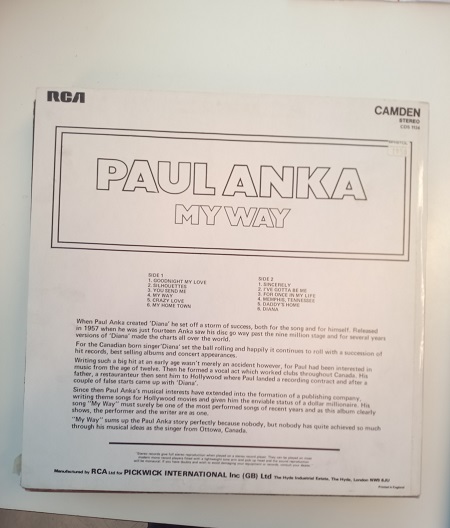 RCA
CAMDEN
STEREO
PAUL ANKA
MY WAY
SIDE 1
1. GOODNIGHT MY LOVE
2. SILHOUETTES
3. YOU SEND ME
4. MY WAY
5. CRAZY LOVE
6. MY HOME TOWN
SIDE 2
1. SINCERELY
2. I'VE GOTTA BE ME
3. FOR ONCE IN MY LIFE
4. MEMPHIS, TENNESSEE
5. DADDY'S HOME
6. DIANA
When Paul Anka created 'Diana' he set off a storm of success, both for the song and for himself. Released
in 1957 when he was just fourteen Anka saw his disc go way past the nine million stage and for several years
versions of 'Diana' made the charts all over the world.
For the Canadian born singer 'Diana' set the ball rolling and happily it continues to roll with a succession of
hit records, best selling albums and concert appearances.
Writing such a big hit at an early age wasn't merely an accident however, for Paul had been interested in
music from the age of twelve. Then he formed a vocal act which worked clubs throughout Canada. His
father, a restauranteur then sent him to Hollywood where Paul landed a recording contract and after a
couple of false starts came up with 'Diana'.
Since then Paul Anka's musical interests have extended into the formation of a publishing company,
writing theme songs for Hollywood movies and given him the enviable status of a dollar millionaire. His
song "My Way" must surely be one of the most performed songs of recent years and as this album clearly
shows, the performer and the writer are as one.
"My Way" sums up the Paul Anka story perfectly because nobody, but nobody has quite achieved so much
through his musical ideas as the singer from Ottowa, Canada.
Manufactured by RCA Ltd for PICKWICK INTERNATIONAL Inc (GB) Ltd The Hyde Industrial Estate, The Hyde, London NW9 6JU
Printed in England